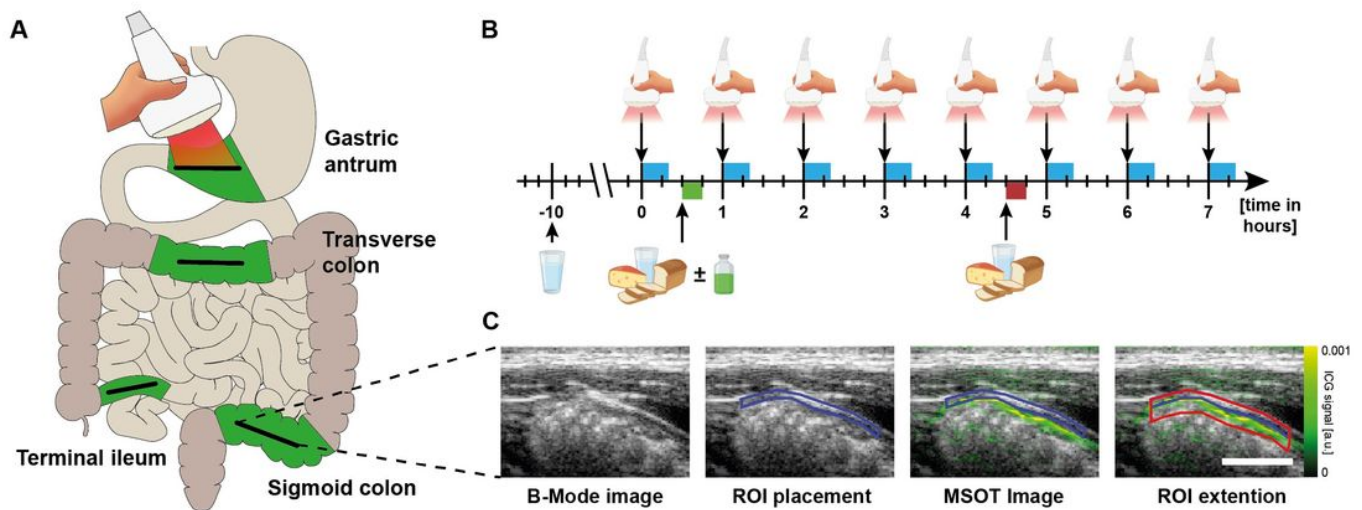 A
Gastric
antrum
Transverse
colon
Terminal ileum
Sigmoid colon
B
-10
0
1
2
3
4
5
6
7
[time in
hours]
±
C
0.001
ICG signal [a.u.]
0
B-Mode image
ROI placement
MSOT Image
ROI extention